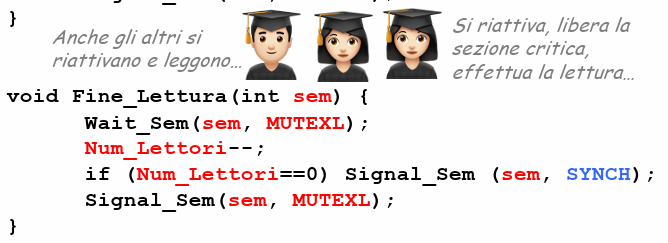 }
Anche gli altri si
riattivano e leggono…
Si riattiva, libera la
sezione critica,
effettua la lettura…
void Fine_Lettura(int sem) {
Wait_Sem(sem, MUTEXL);
Num_Lettori--;
if (Num_Lettori==0) Signal_Sem (sem, SYNCH);
Signal_Sem(sem, MUTEXL);
}